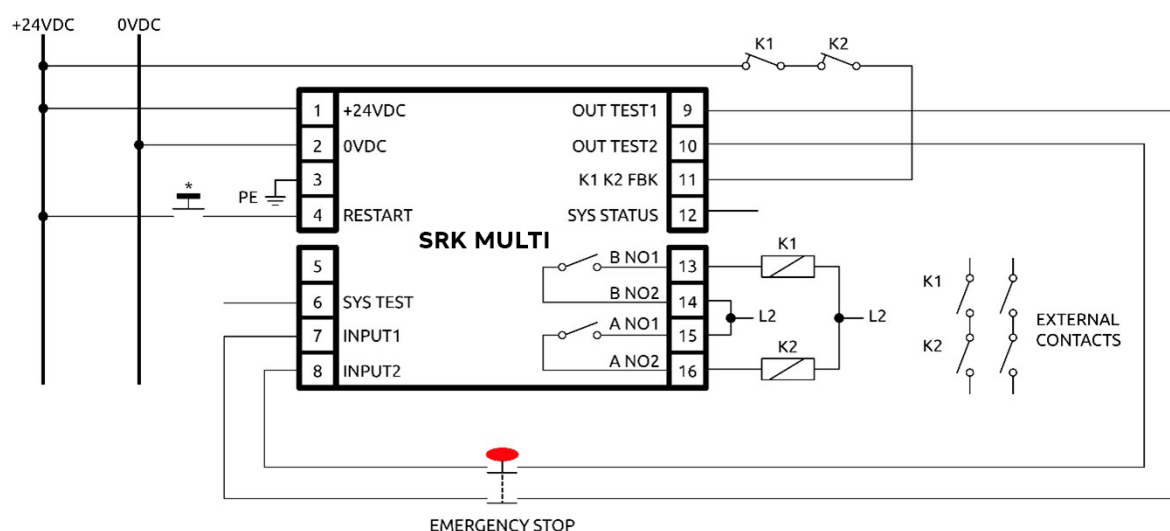 +24VDC
0VDC
K1
K2
1
+24VDC
OUT TEST1
9
2
0VDC
OUT TEST2
10
3
K1 K2 FBK
11
PE
*
4
RESTART
SYS STATUS
12
SRK MULTI
5
B NO1
13
K1
6
SYS TEST
B NO2
14
L2
L2
7
INPUT1
A NO1
15
8
INPUT2
A NO2
16
K2
K1
K2
EXTERNAL
CONTACTS
EMERGENCY STOP